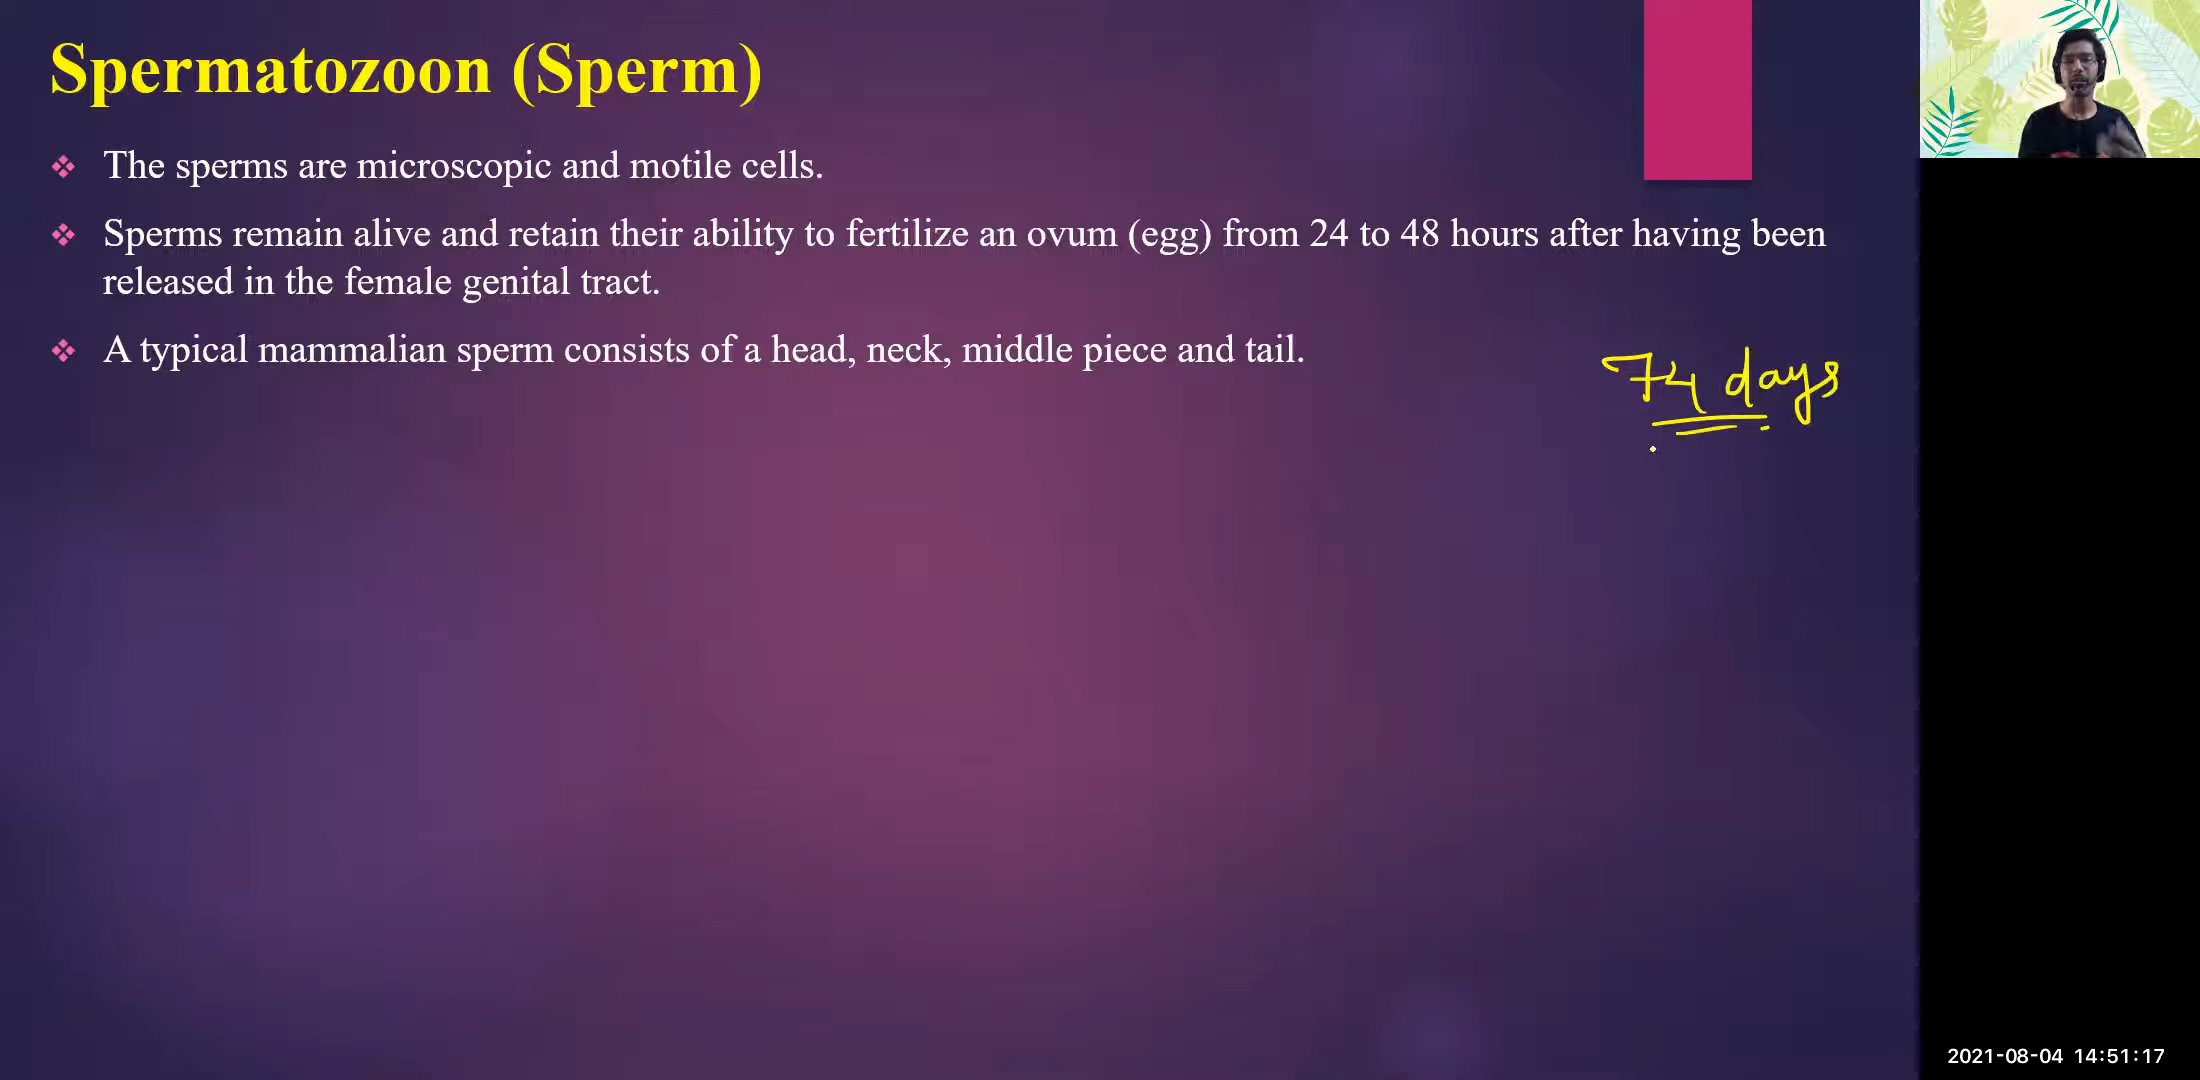 Spermatozoon (Sperm)
❖ The sperms are microscopic and motile cells.
❖ Sperms remain alive and retain their ability to fertilize an ovum (egg) from 24 to 48 hours after having been
released in the female genital tract.
❖ A typical mammalian sperm consists of a head, neck, middle piece and tail.
74 days
2021-08-04 14:51:17